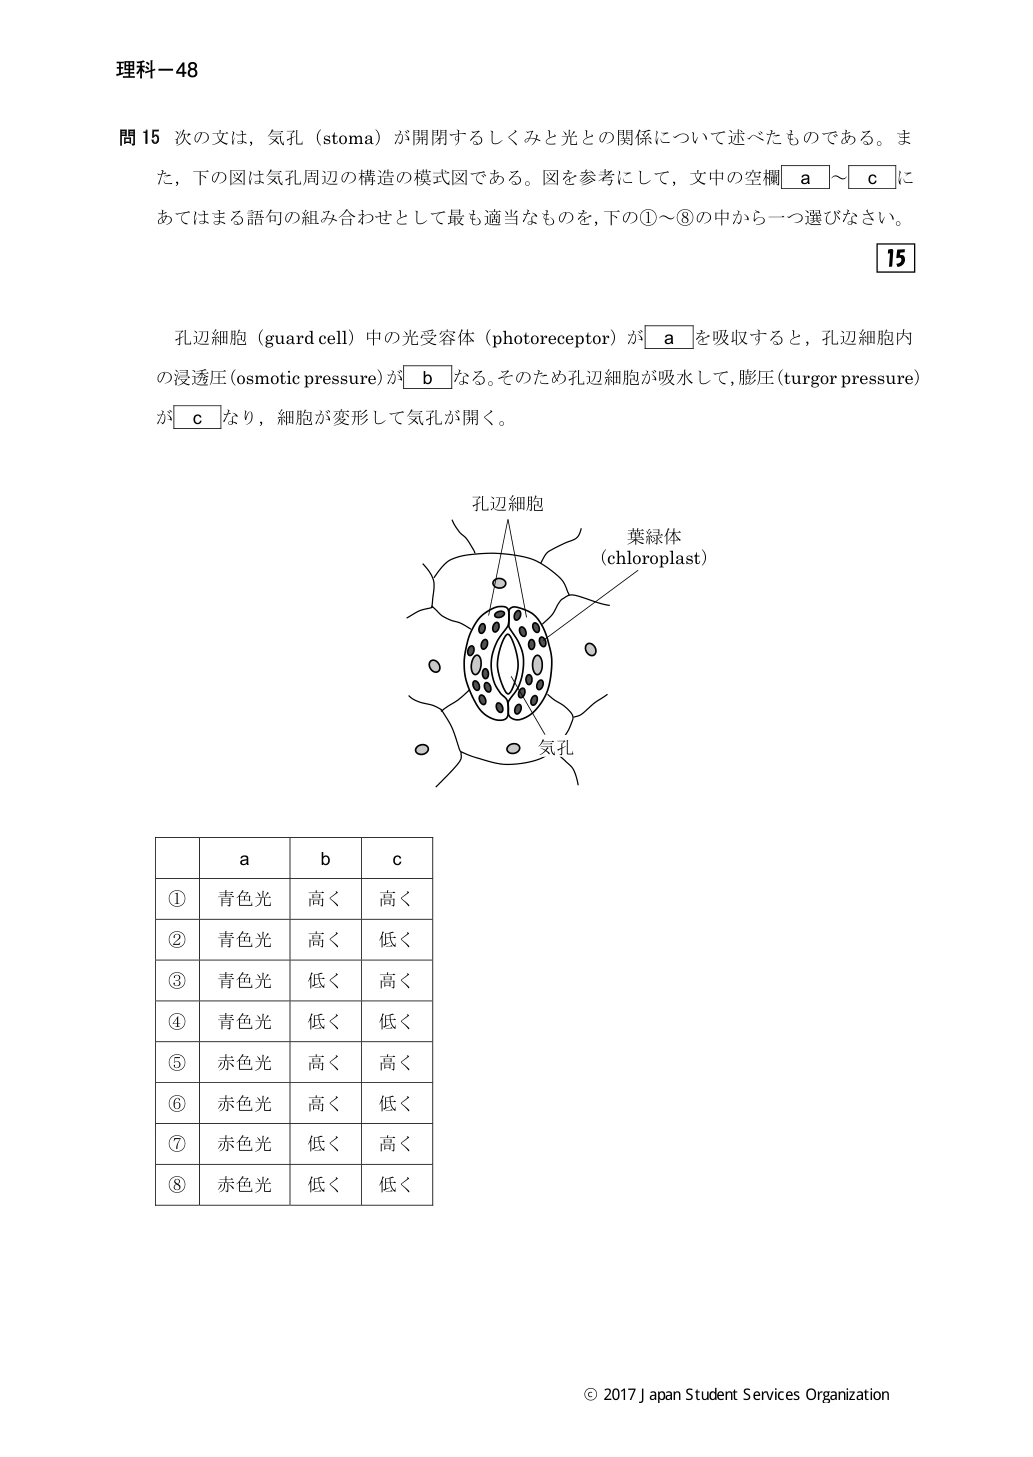 理科－48
問 15 次の文は，気孔（stoma）が開閉するしくみと光との関係について述べたものである。ま
た，下の図は気孔周辺の構造の模式図である。図を参考にして，文中の空欄 a ～ c に
あてはまる語句の組み合わせとして最も適当なものを，下の①～⑧の中から一つ選びなさい。
15
孔辺細胞（guard cell）中の光受容体（photoreceptor）が a を吸収すると，孔辺細胞内
の浸透圧（osmotic pressure）が b なる。そのため孔辺細胞が吸水して，膨圧（turgor pressure）
が c なり，細胞が変形して気孔が開く。
孔辺細胞
葉緑体
(chloroplast)
気孔
a b c
① 青色光 高く 高く
② 青色光 高く 低く
③ 青色光 低く 高く
④ 青色光 低く 低く
⑤ 赤色光 高く 高く
⑥ 赤色光 高く 低く
⑦ 赤色光 低く 高く
⑧ 赤色光 低く 低く
© 2017 Japan Student Services Organization